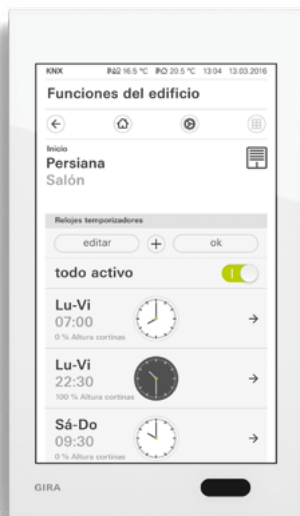 KNX 16.5 °C 20.5 °C 13:04 13.03.2016
Funciones del edificio
Inicio
Persiana
Salón
Relojes temporizadores
editar + ok
todo activo
Lu-Vi
07:00
0 % Altura cortinas
Lu-Vi
22:30
100 % Altura cortinas
Sá-Do
09:30
0 % Altura cortinas
GIRA